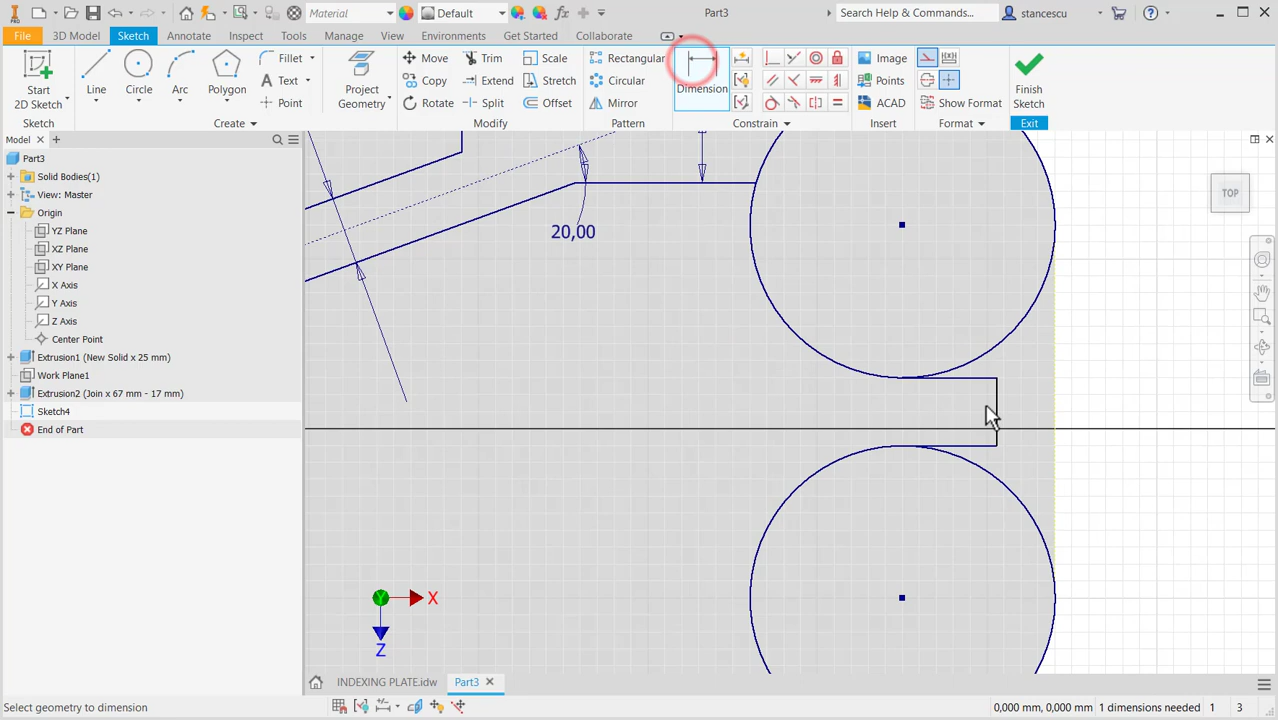 PRO
Material
Default
fx
Part3
Search Help & Commands...
stancescu
File
3D Model
Sketch
Annotate
Inspect
Tools
Manage
View
Environments
Get Started
Collaborate
Start
2D Sketch
Line
Circle
Arc
Polygon
Fillet
Text
Point
Project
Geometry
Move
Copy
Rotate
Trim
Extend
Split
Scale
Stretch
Offset
Rectangular
Circular
Mirror
Dimension
Image
Points
ACAD
Show Format
Finish
Sketch
Sketch
Create
Modify
Pattern
Constrain
Insert
Format
Exit
Model
Part3
Solid Bodies(1)
View: Master
Origin
YZ Plane
XZ Plane
XY Plane
X Axis
Y Axis
Z Axis
Center Point
Extrusion1 (New Solid x 25 mm)
Work Plane1
Extrusion2 (Join x 67 mm - 17 mm)
Sketch4
End of Part
20,00
TOP
Y
X
Z
INDEXING PLATE.idw
Part3
Select geometry to dimension
0,000 mm, 0,000 mm
1 dimensions needed
1
3